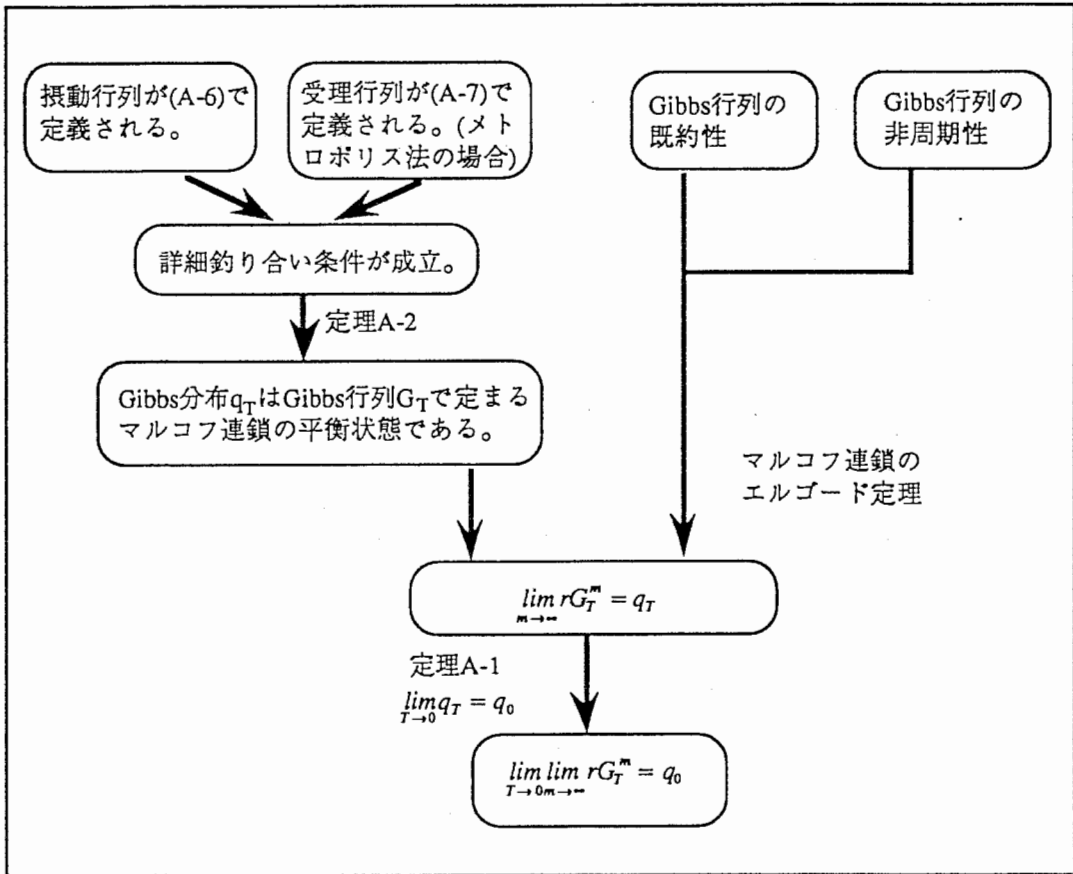 摂動行列が(A-6)で
定義される。
受理行列が(A-7)で
定義される。(メト
ロポリス法の場合)
Gibbs行列の
既約性
Gibbs行列の
非周期性
詳細釣り合い条件が成立。
定理A-2
Gibbs分布q_TはGibbs行列G_Tで定まる
マルコフ連鎖の平衡状態である。
マルコフ連鎖の
エルゴード定理
lim_{m→∞} rG_T^m = q_T
定理A-1
lim_{T→0} q_T = q_0
lim_{T→0} lim_{m→∞} rG_T^m = q_0